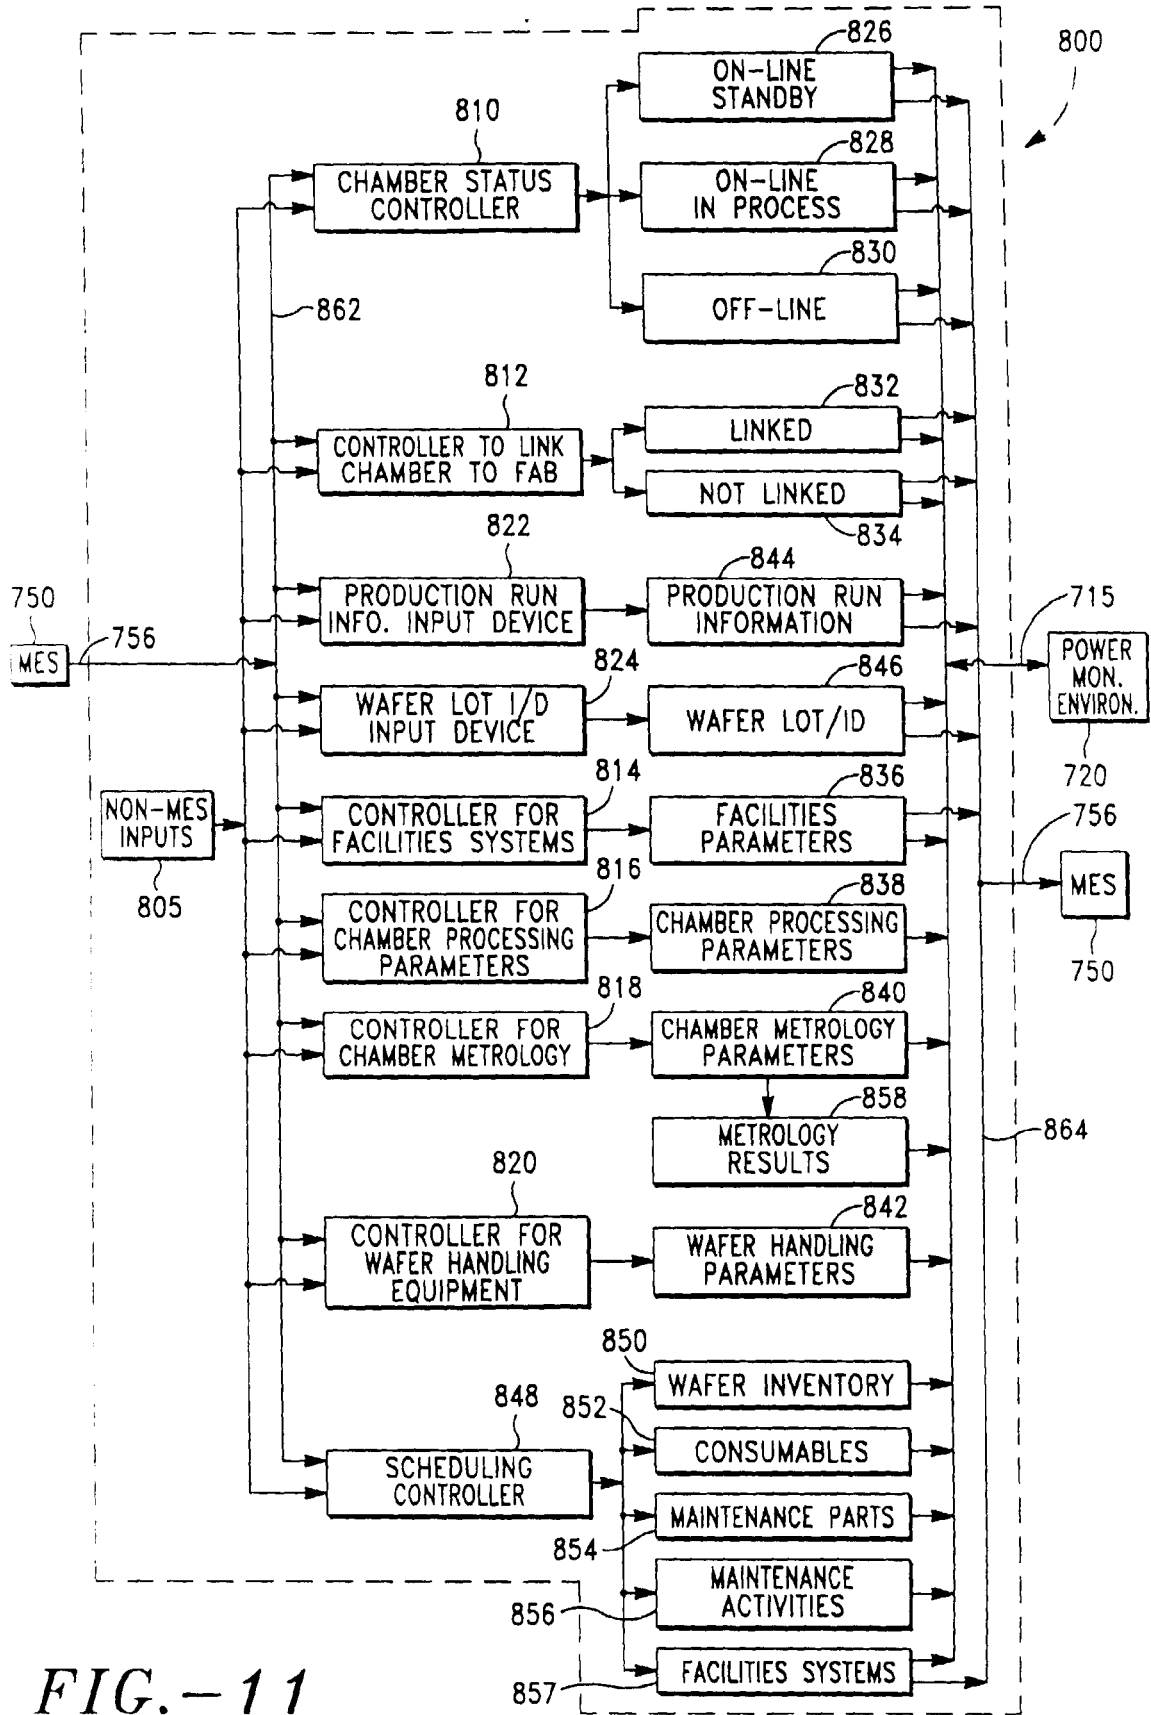 826
800
ON-LINE
STANDBY
810
828
CHAMBER STATUS
CONTROLLER
ON-LINE
IN PROCESS
830
862
OFF-LINE
812
832
CONTROLLER TO LINK
CHAMBER TO FAB
LINKED
NOT LINKED
834
822
844
750
PRODUCTION RUN
INFO. INPUT DEVICE
PRODUCTION RUN
INFORMATION
715
MES
756
824
846
POWER
MON.
ENVIRON.
WAFER LOT I/D
INPUT DEVICE
WAFER LOT/ID
720
814
836
NON-MES
INPUTS
CONTROLLER FOR
FACILITIES SYSTEMS
FACILITIES
PARAMETERS
756
805
816
838
MES
CONTROLLER FOR
CHAMBER PROCESSING
PARAMETERS
CHAMBER PROCESSING
PARAMETERS
750
818
840
CONTROLLER FOR
CHAMBER METROLOGY
CHAMBER METROLOGY
PARAMETERS
858
METROLOGY
RESULTS
864
820
842
CONTROLLER FOR
WAFER HANDLING
EQUIPMENT
WAFER HANDLING
PARAMETERS
850
WAFER INVENTORY
852
848
CONSUMABLES
SCHEDULING
CONTROLLER
MAINTENANCE PARTS
854
MAINTENANCE
ACTIVITIES
856
FACILITIES SYSTEMS
857
FIG.-11